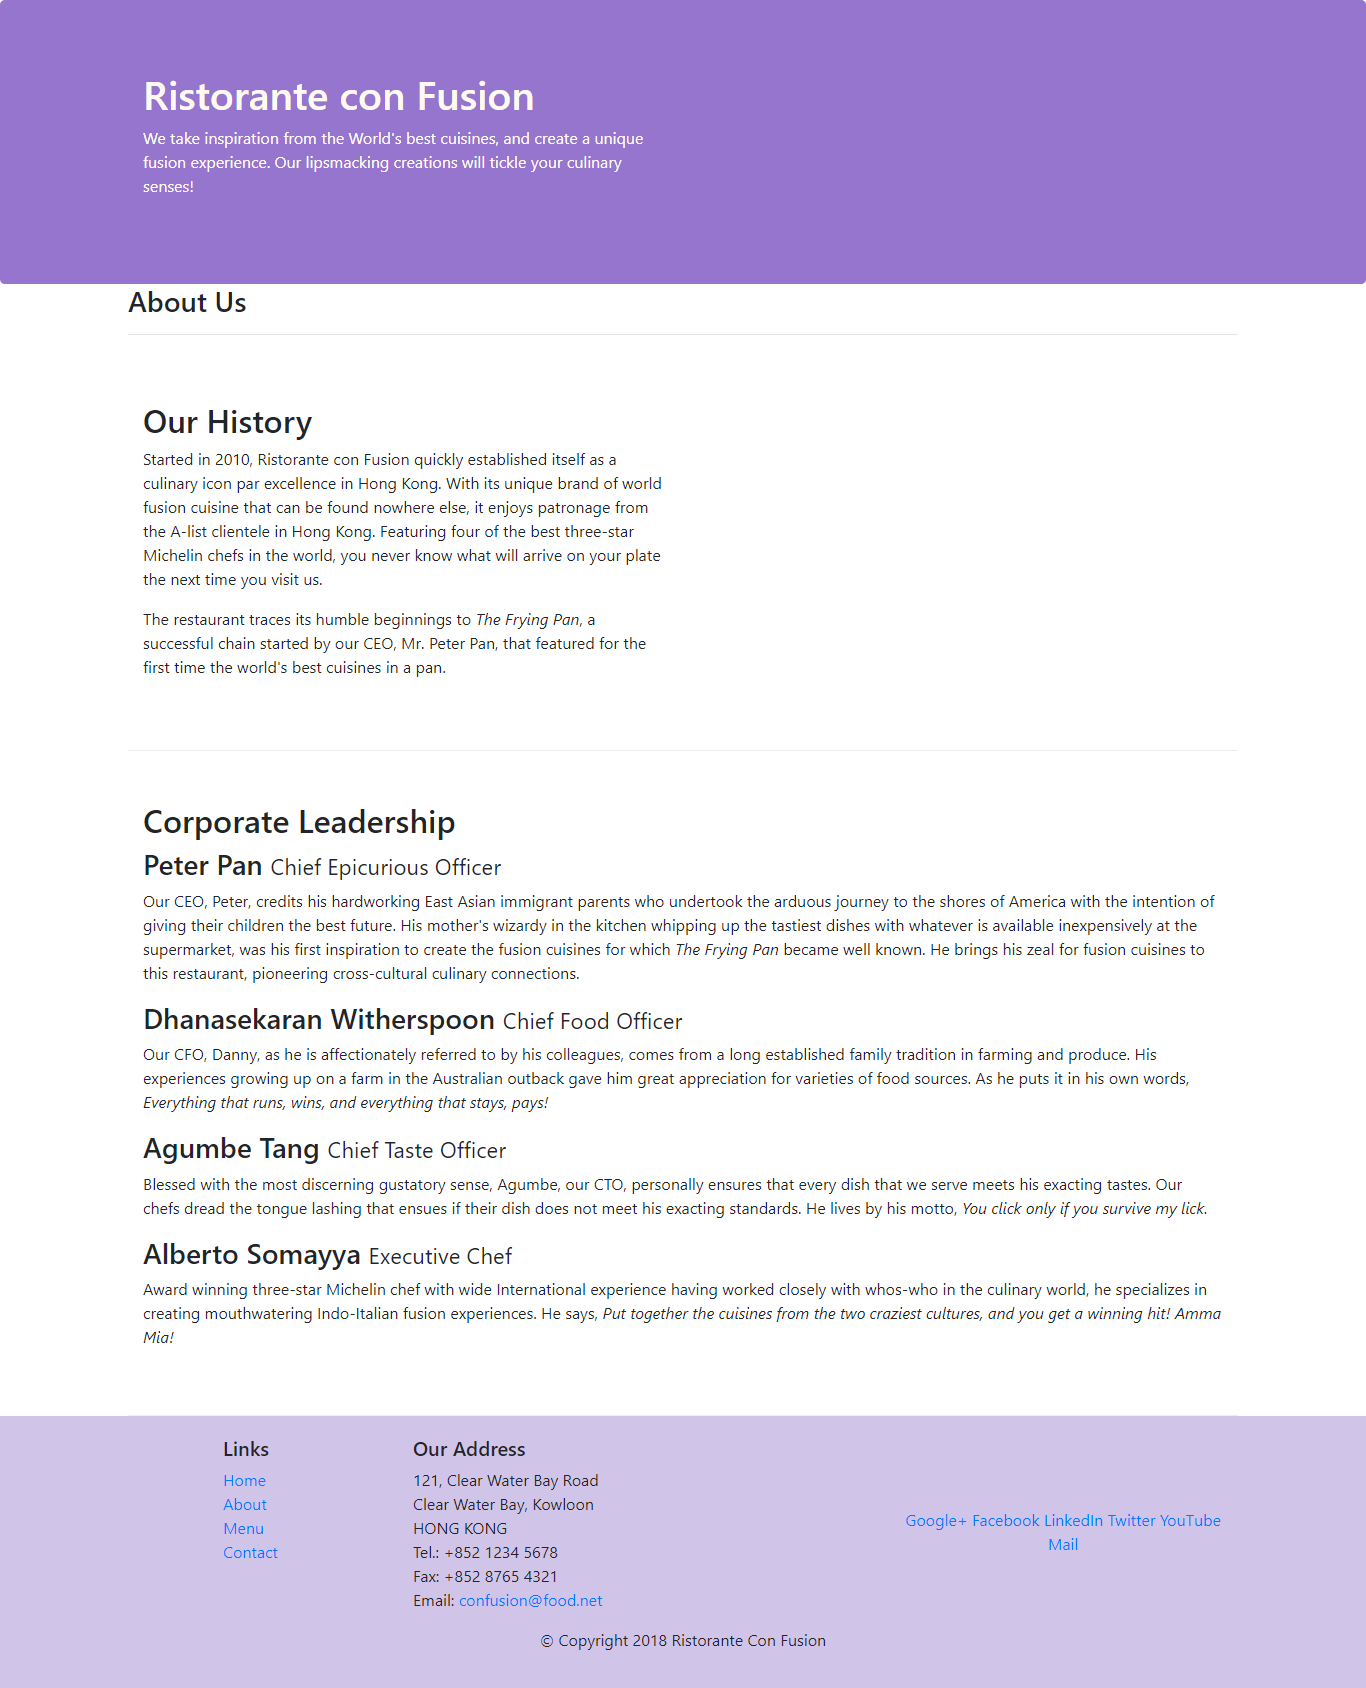 Ristorante con Fusion
We take inspiration from the World's best cuisines, and create a unique
fusion experience. Our lipsmacking creations will tickle your culinary
senses!
About Us
Our History
Started in 2010, Ristorante con Fusion quickly established itself as a
culinary icon par excellence in Hong Kong. With its unique brand of world
fusion cuisine that can be found nowhere else, it enjoys patronage from
the A-list clientele in Hong Kong. Featuring four of the best three-star
Michelin chefs in the world, you never know what will arrive on your plate
the next time you visit us.
The restaurant traces its humble beginnings to The Frying Pan, a
successful chain started by our CEO, Mr. Peter Pan, that featured for the
first time the world's best cuisines in a pan.
Corporate Leadership
Peter Pan Chief Epicurious Officer
Our CEO, Peter, credits his hardworking East Asian immigrant parents who undertook the arduous journey to the shores of America with the intention of
giving their children the best future. His mother's wizardy in the kitchen whipping up the tastiest dishes with whatever is available inexpensively at the
supermarket, was his first inspiration to create the fusion cuisines for which The Frying Pan became well known. He brings his zeal for fusion cuisines to
this restaurant, pioneering cross-cultural culinary connections.
Dhanasekaran Witherspoon Chief Food Officer
Our CFO, Danny, as he is affectionately referred to by his colleagues, comes from a long established family tradition in farming and produce. His
experiences growing up on a farm in the Australian outback gave him great appreciation for varieties of food sources. As he puts it in his own words,
Everything that runs, wins, and everything that stays, pays!
Agumbe Tang Chief Taste Officer
Blessed with the most discerning gustatory sense, Agumbe, our CTO, personally ensures that every dish that we serve meets his exacting tastes. Our
chefs dread the tongue lashing that ensues if their dish does not meet his exacting standards. He lives by his motto, You click only if you survive my lick.
Alberto Somayya Executive Chef
Award winning three-star Michelin chef with wide International experience having worked closely with whos-who in the culinary world, he specializes in
creating mouthwatering Indo-Italian fusion experiences. He says, Put together the cuisines from the two craziest cultures, and you get a winning hit! Amma
Mia!
Links
Home
About
Menu
Contact
Our Address
121, Clear Water Bay Road
Clear Water Bay, Kowloon
HONG KONG
Tel.: +852 1234 5678
Fax: +852 8765 4321
Email: confusion@food.net
Google+ Facebook LinkedIn Twitter YouTube
Mail
© Copyright 2018 Ristorante Con Fusion